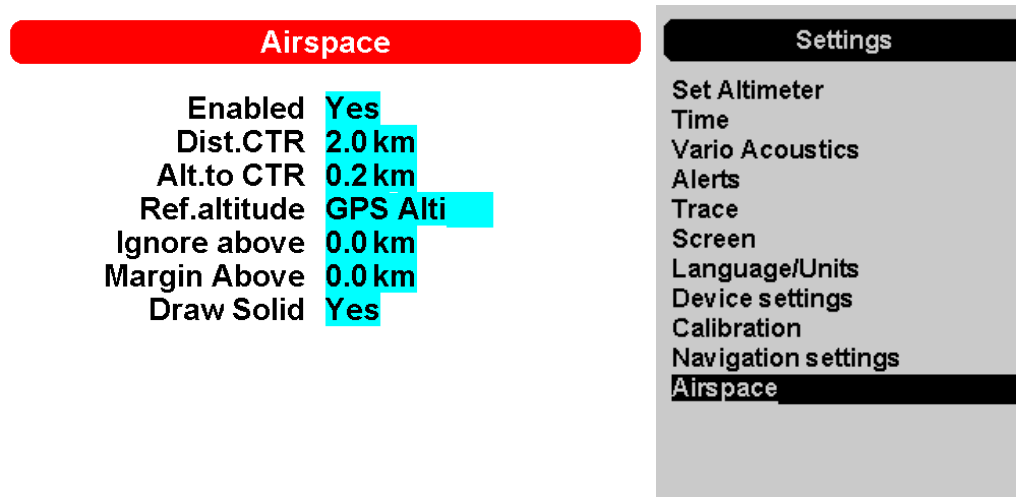 Airspace
Enabled Yes
Dist.CTR 2.0 km
Alt.to CTR 0.2 km
Ref.altitude GPS Alti
Ignore above 0.0 km
Margin Above 0.0 km
Draw Solid Yes
Settings
Set Altimeter
Time
Vario Acoustics
Alerts
Trace
Screen
Language/Units
Device settings
Calibration
Navigation settings
Airspace